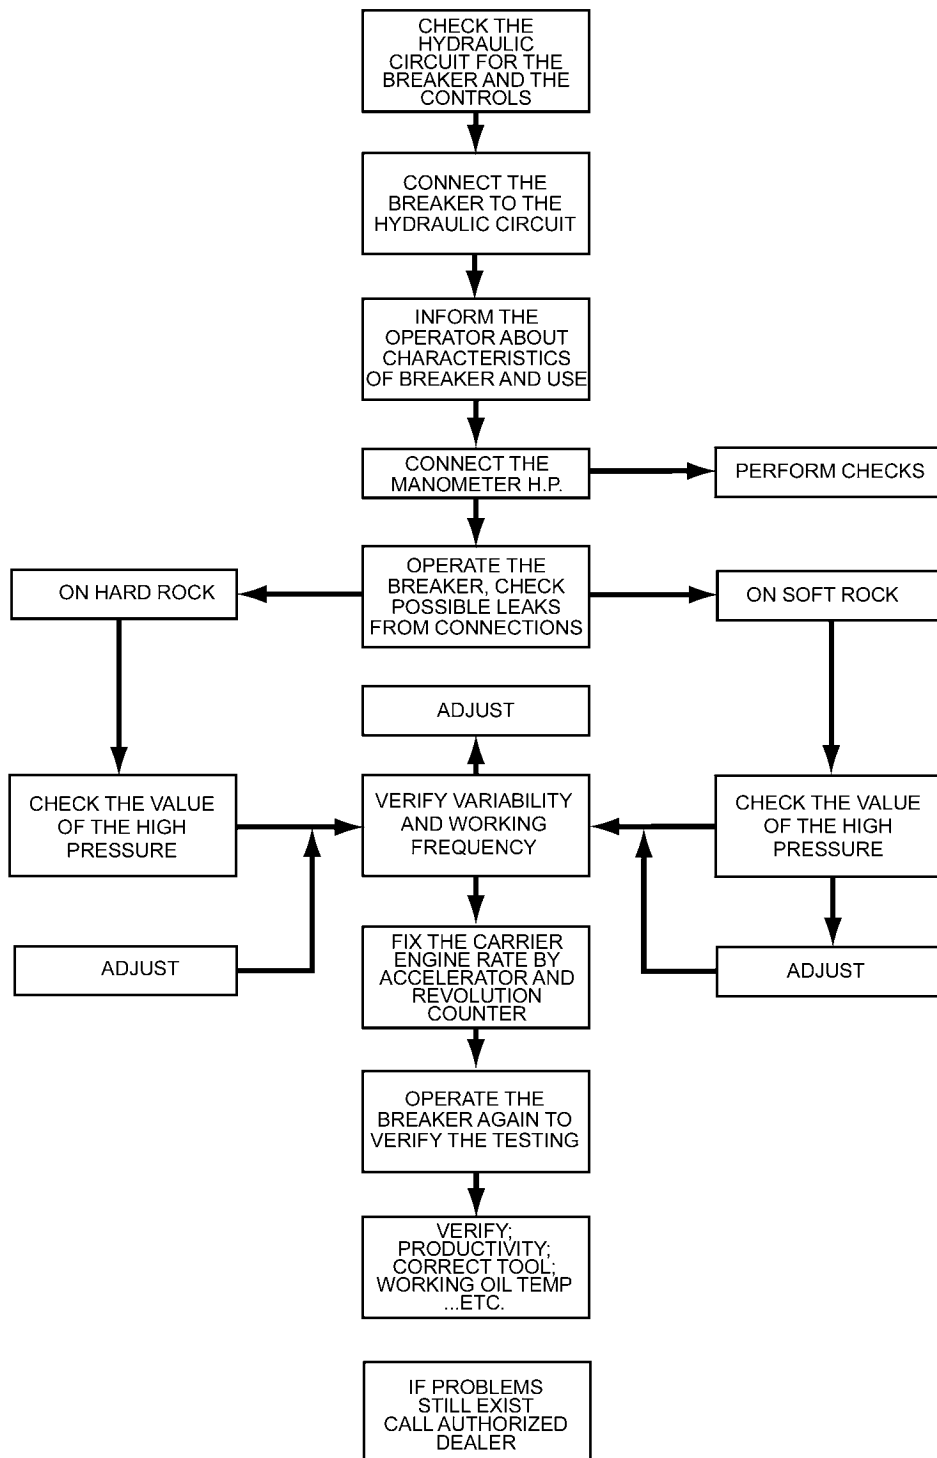 CHECK THE
HYDRAULIC
CIRCUIT FOR THE
BREAKER AND THE
CONTROLS
CONNECT THE
BREAKER TO THE
HYDRAULIC CIRCUIT
INFORM THE
OPERATOR ABOUT
CHARACTERISTICS
OF BREAKER AND USE
CONNECT THE
MANOMETER H.P.
PERFORM CHECKS
OPERATE THE
BREAKER, CHECK
POSSIBLE LEAKS
FROM CONNECTIONS
ON HARD ROCK
ON SOFT ROCK
ADJUST
CHECK THE VALUE
OF THE HIGH
PRESSURE
VERIFY VARIABILITY
AND WORKING
FREQUENCY
CHECK THE VALUE
OF THE HIGH
PRESSURE
ADJUST
FIX THE CARRIER
ENGINE RATE BY
ACCELERATOR AND
REVOLUTION
COUNTER
ADJUST
OPERATE THE
BREAKER AGAIN TO
VERIFY THE TESTING
VERIFY;
PRODUCTIVITY;
CORRECT TOOL;
WORKING OIL TEMP
...ETC.
IF PROBLEMS
STILL EXIST
CALL AUTHORIZED
DEALER